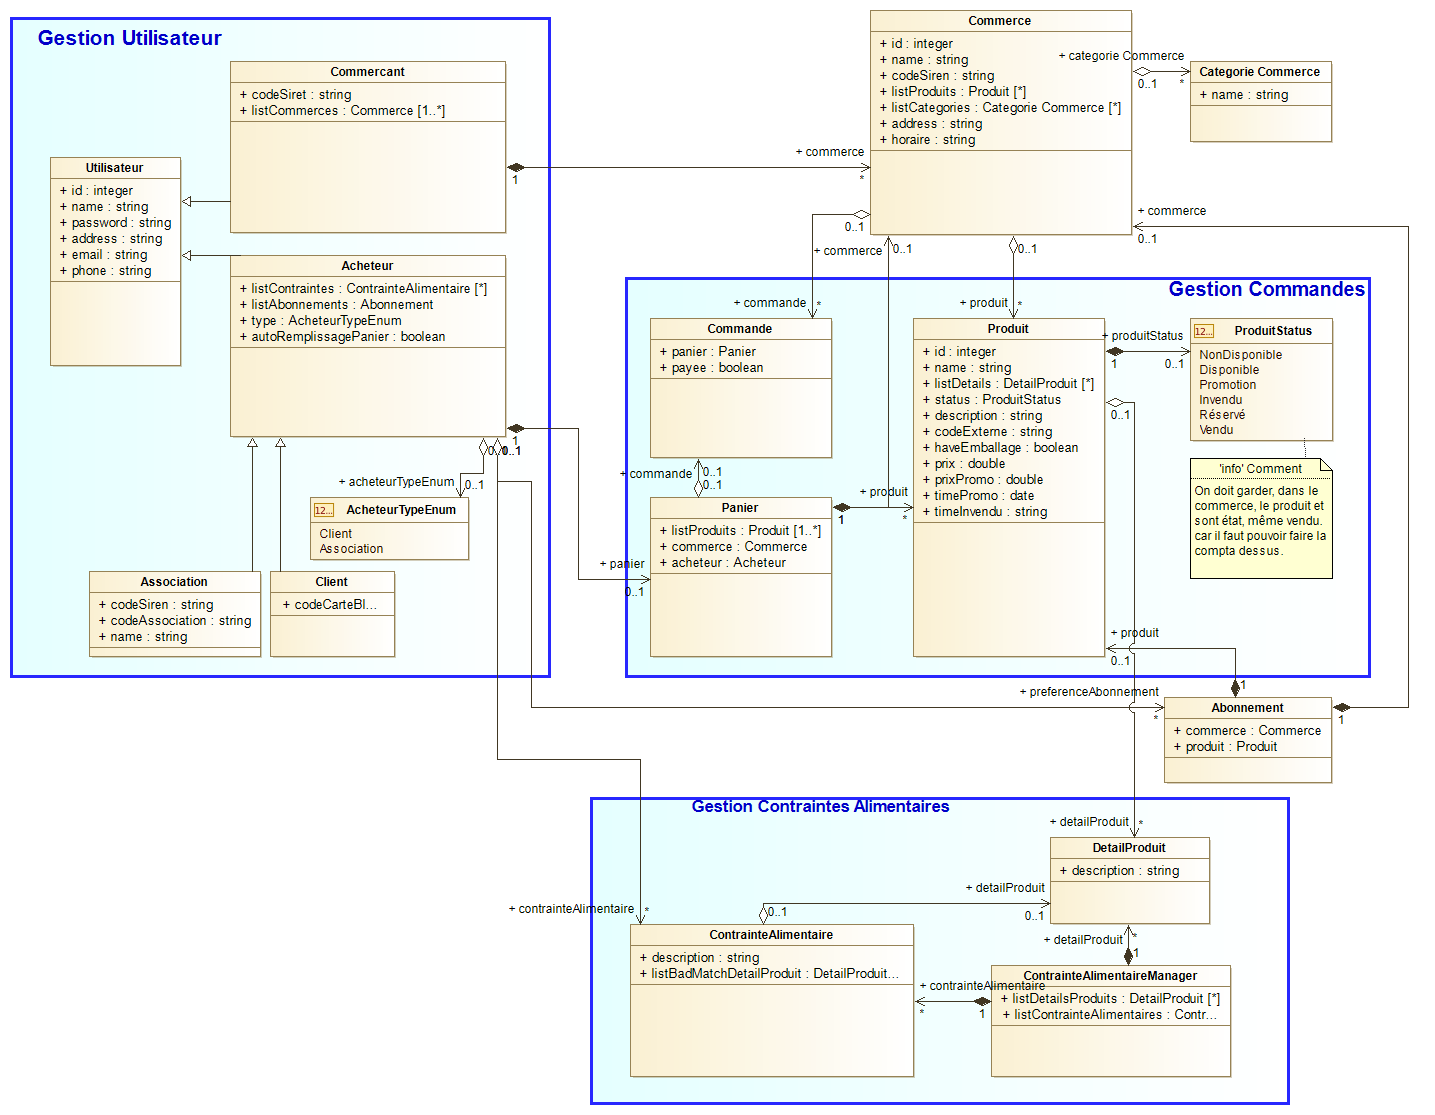 Gestion Utilisateur
Commercant
+ codeSiret : string
+ listCommerces : Commerce [1..*]
Utilisateur
+ id : integer
+ name : string
+ password : string
+ address : string
+ email : string
+ phone : string
Acheteur
+ listContraintes : ContrainteAlimentaire [*]
+ listAbonnements : Abonnement
+ type : AcheteurTypeEnum
+ autoRemplissagePanier : boolean
+ acheteurTypeEnum
0..1
0..1
0..1
1
12...
AcheteurTypeEnum
Client
Association
Association
+ codeSiren : string
+ codeAssociation : string
+ name : string
Client
+ codeCarteBl...
Commerce
+ id : integer
+ name : string
+ codeSiren : string
+ listProduits : Produit [*]
+ listCategories : Categorie Commerce [*]
+ address : string
+ horaire : string
+ categorie Commerce
0..1
*
Categorie Commerce
+ name : string
+ commerce
1
*
+ commerce
0..1
0..1
+ commerce
0..1
0..1
Gestion Commandes
+ commande
*
+ produit
*
Commande
+ panier : Panier
+ payee : boolean
+ commande
0..1
0..1
Panier
+ listProduits : Produit [1..*]
+ commerce : Commerce
+ acheteur : Acheteur
+ panier
0..1
1
+ produit
*
Produit
+ id : integer
+ name : string
+ listDetails : DetailProduit [*]
+ status : ProduitStatus
+ description : string
+ codeExterne : string
+ haveEmballage : boolean
+ prix : double
+ prixPromo : double
+ timePromo : date
+ timeInvendu : string
+ produitStatus
1
0..1
0..1
12...
ProduitStatus
NonDisponible
Disponible
Promotion
Invendu
Réservé
Vendu
'info' Comment
On doit garder, dans le
commerce, le produit et
sont état, même vendu.
car il faut pouvoir faire la
compta dessus.
+ produit
0..1
1
+ preferenceAbonnement
*
Abonnement
+ commerce : Commerce
+ produit : Produit
1
Gestion Contraintes Alimentaires
+ detailProduit
*
DetailProduit
+ description : string
+ detailProduit
0..1
0..1
+ contrainteAlimentaire
*
ContrainteAlimentaire
+ description : string
+ listBadMatchDetailProduit : DetailProduit...
+ detailProduit
*
1
+ contrainteAlimentaire
*
1
ContrainteAlimentaireManager
+ listDetailsProduits : DetailProduit [*]
+ listContrainteAlimentaires : Contr...